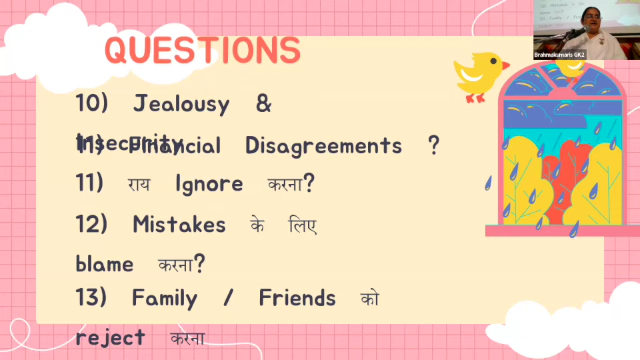 QUESTIONS
10) Jealousy &
Insecurity
11) Financial Disagreements ?
11) राय Ignore करना?
12) Mistakes के लिए
blame करना?
13) Family / Friends को
reject करना
Brahmakumaris GK2